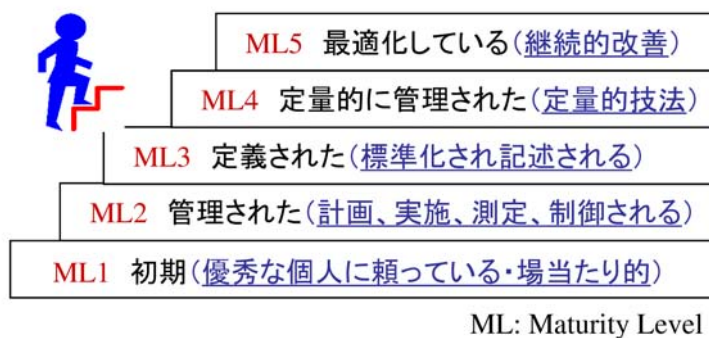 ML5 最適化している(継続的改善)
ML4 定量的に管理された(定量的技法)
ML3 定義された(標準化され記述される)
ML2 管理された(計画、実施、測定、制御される)
ML1 初期(優秀な個人に頼っている・場当たり的)
ML: Maturity Level